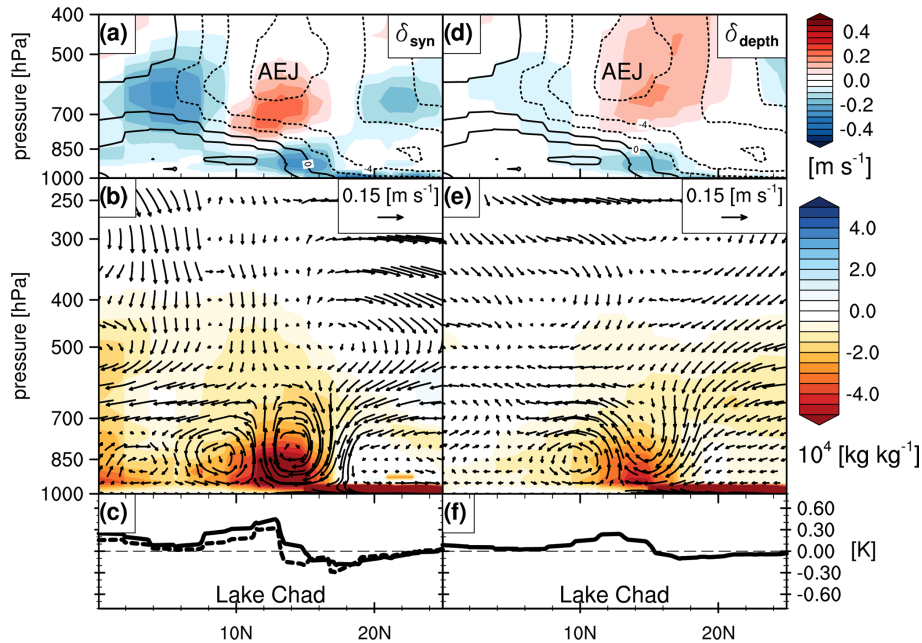 (a)
δsyn
AEJ
0
-4
400
500
700
850
1000
pressure [hPa]
(d)
δdepth
AEJ
-4
0
-4
0.4
0.2
0.0
-0.2
-0.4
[m s⁻¹]
(b)
0.15 [m s⁻¹]
250
300
400
500
700
850
1000
pressure [hPa]
(e)
0.15 [m s⁻¹]
4.0
2.0
0.0
-2.0
-4.0
10⁴ [kg kg⁻¹]
(c)
Lake Chad
10N
20N
(f)
Lake Chad
10N
20N
0.60
0.30
0.00
-0.30
-0.60
[K]